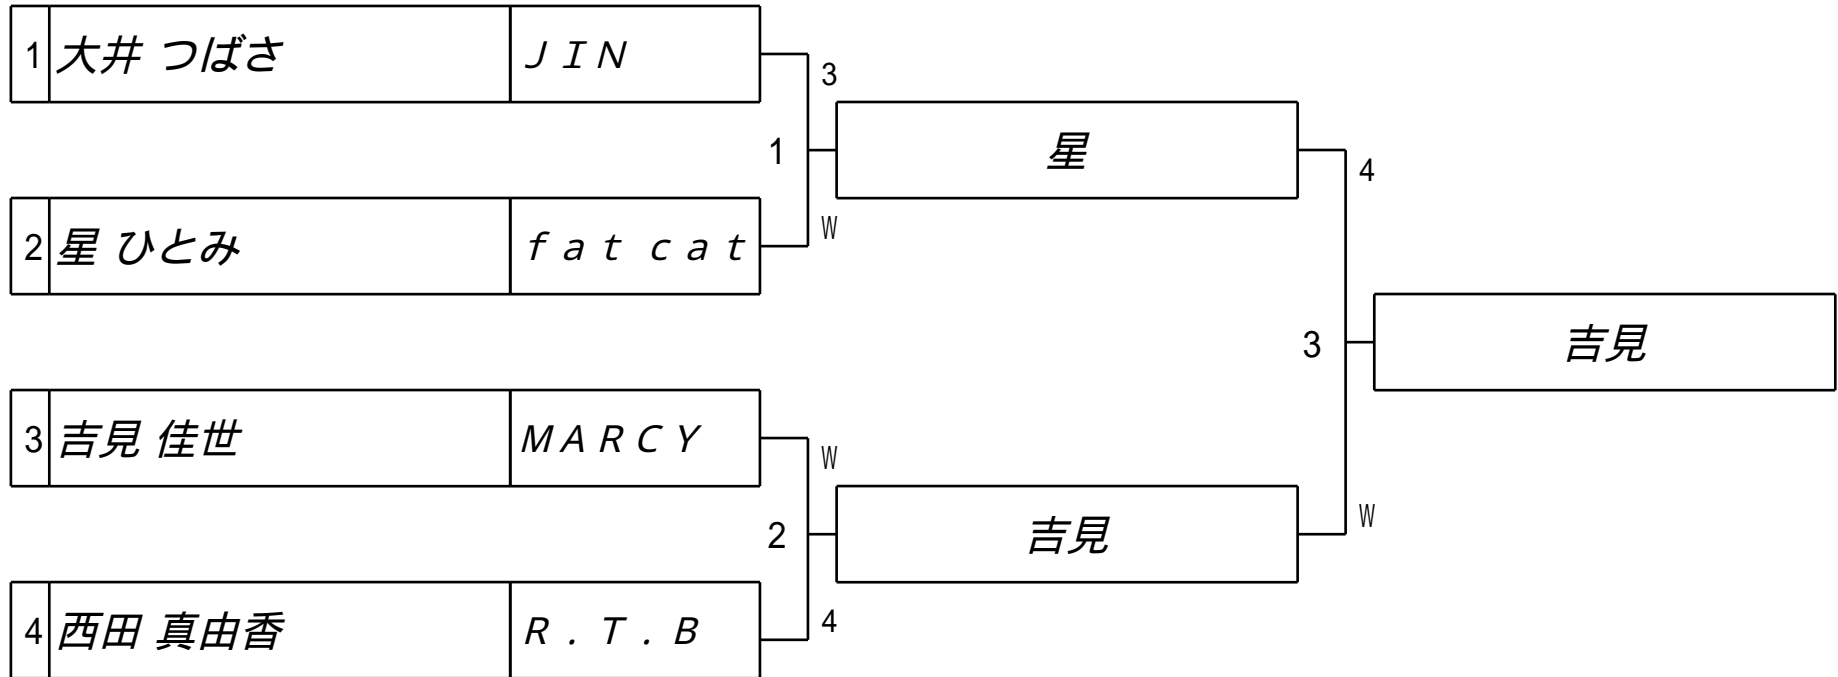 1 大井 つばさ ＪＩＮ
3
1 星
4
2 星 ひとみ ｆａｔ ｃａｔ
W
3 吉見
3 吉見 佳世 ＭＡＲＣＹ
W
2 吉見
W
4 西田 真由香 Ｒ．Ｔ．Ｂ
4